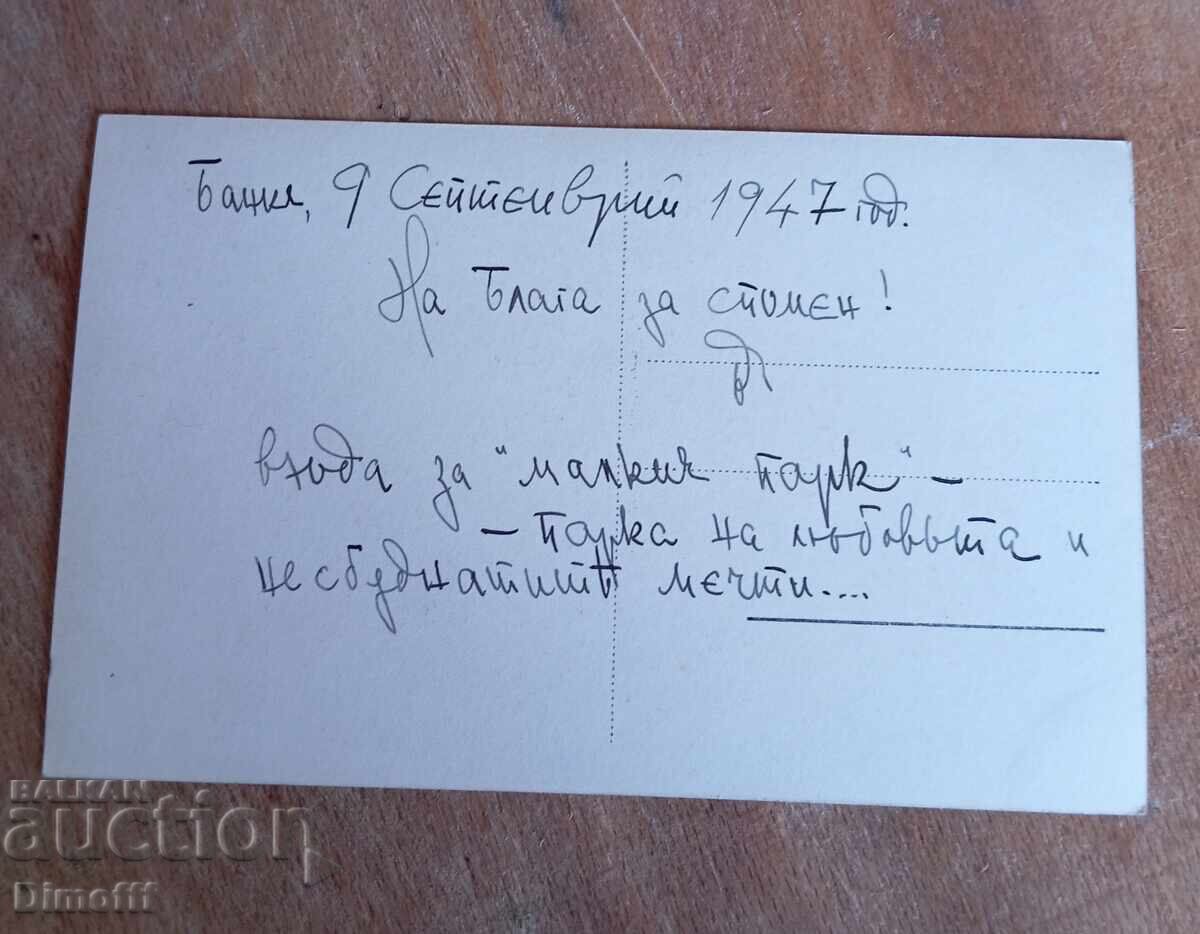 Банкя, 9 Септемврий 1947 год.
На Блага за спомен!
входа за "малкия парк" -
- парка на любовьта и
несбъднатитѣ мечти....
BALKAN
auction
Dimofff